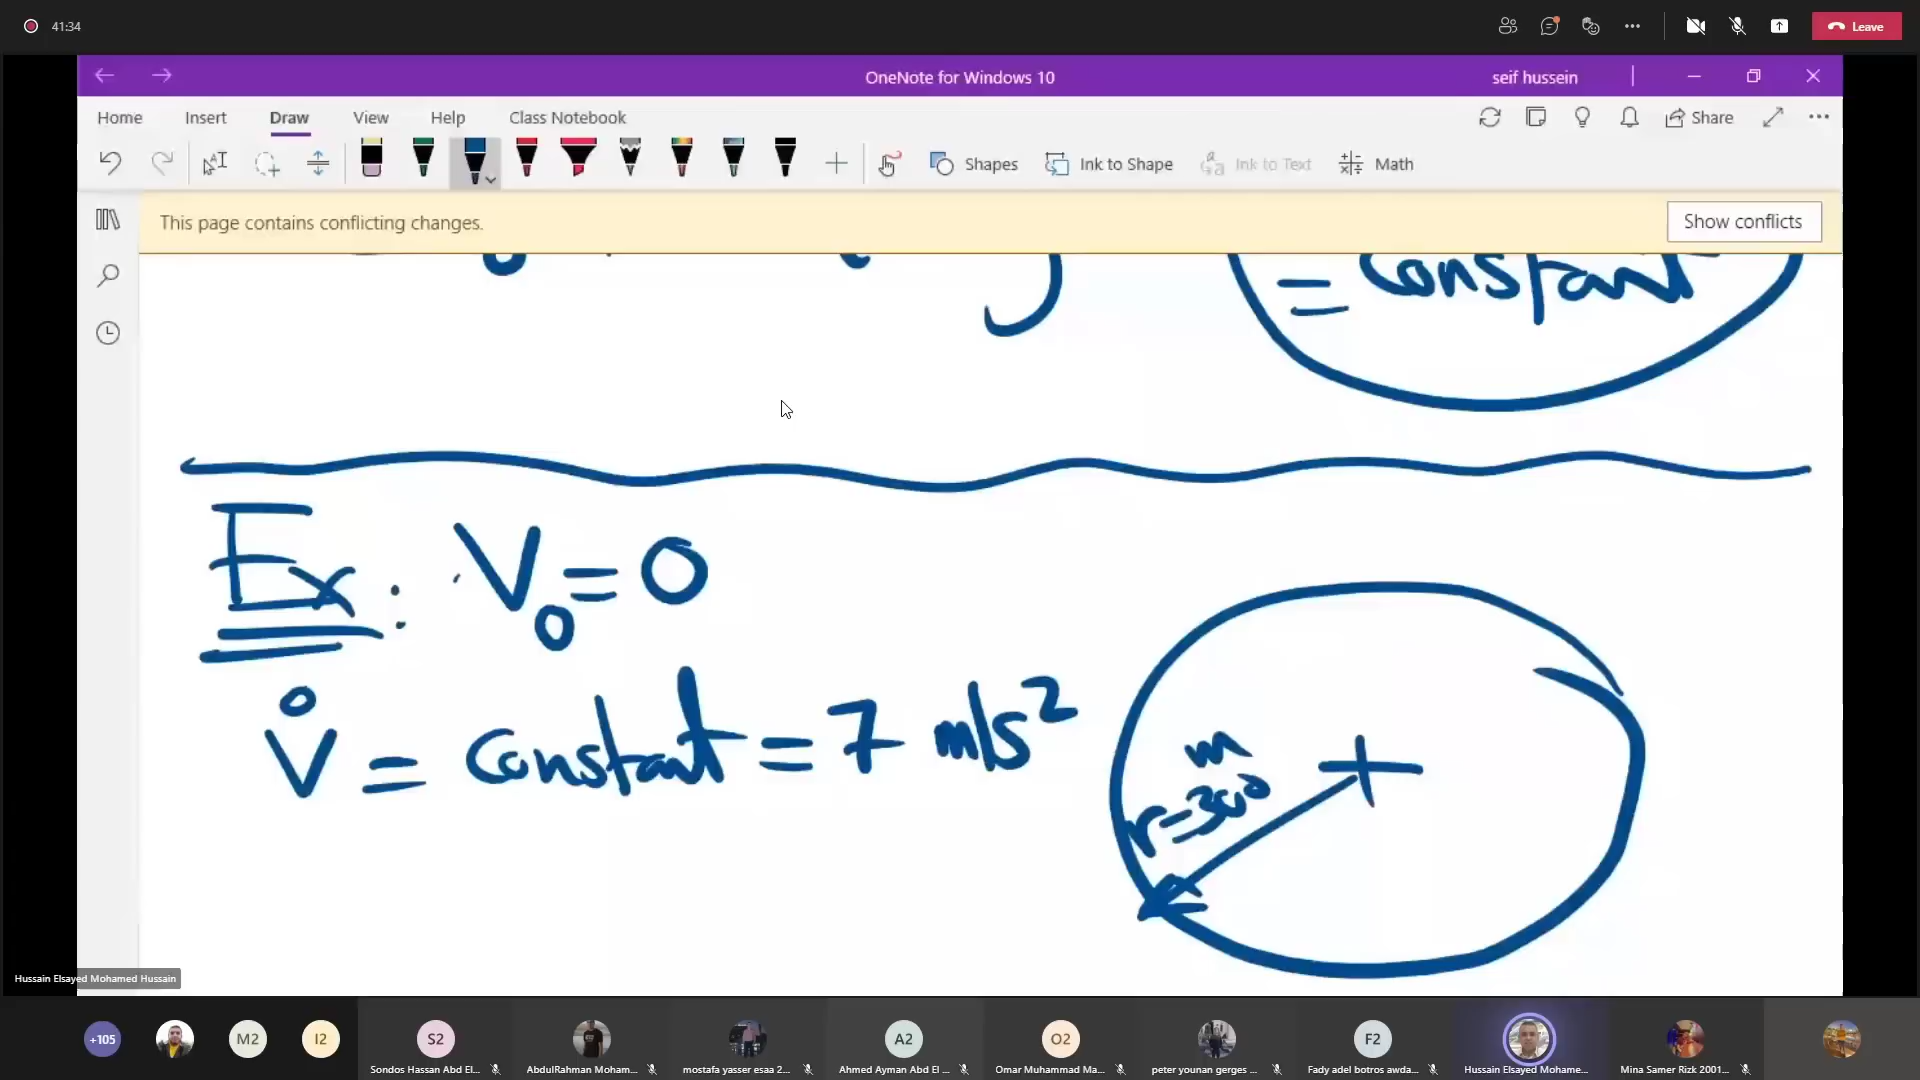 41:34
Leave
OneNote for Windows 10
seif hussein
Home Insert Draw View Help Class Notebook
Share
Shapes Ink to Shape Ink to Text Math
This page contains conflicting changes.
Show conflicts
= constant
Ex: V₀ = 0
V̊ = constant = 7 m/s²
m
r=300
Hussain Elsayed Mohamed Hussain
+105 M2 I2 S2 A2 O2 F2
Sondos Hassan Abd El... AbdulRahman Moham... mostafa yasser esaa 2... Ahmed Ayman Abd El ... Omar Muhammad Ma... peter younan gerges ... Fady adel botros awda... Hussain Elsayed Mohame... Mina Samer Rizk 2001...